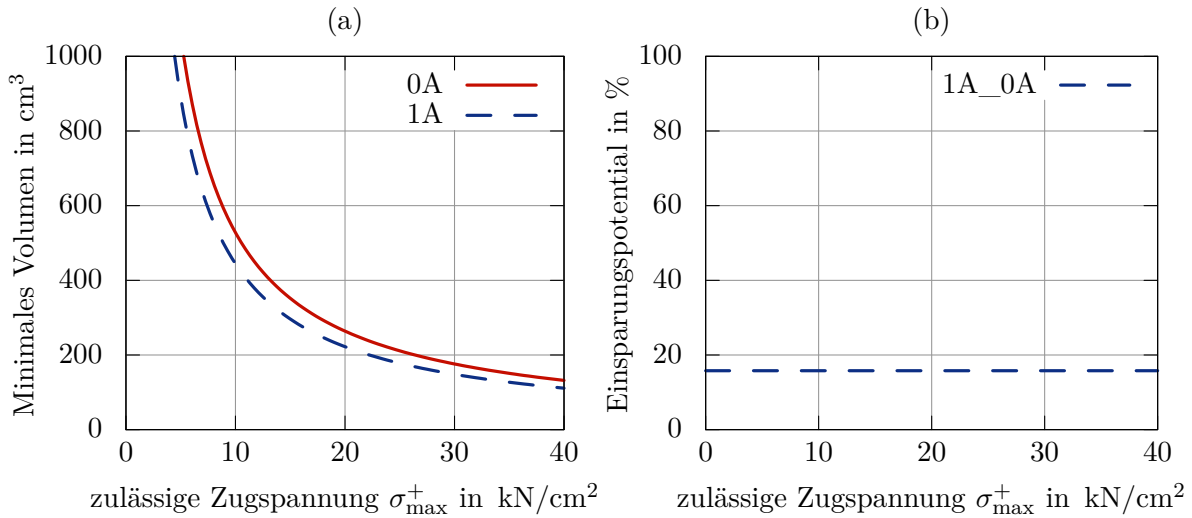 (a)
Minimales Volumen in cm³
1000
800
600
400
200
0
0A
1A
0 10 20 30 40
zulässige Zugspannung σ⁺max in kN/cm²
(b)
Einsparungspotential in %
100
80
60
40
20
0
1A_0A
0 10 20 30 40
zulässige Zugspannung σ⁺max in kN/cm²